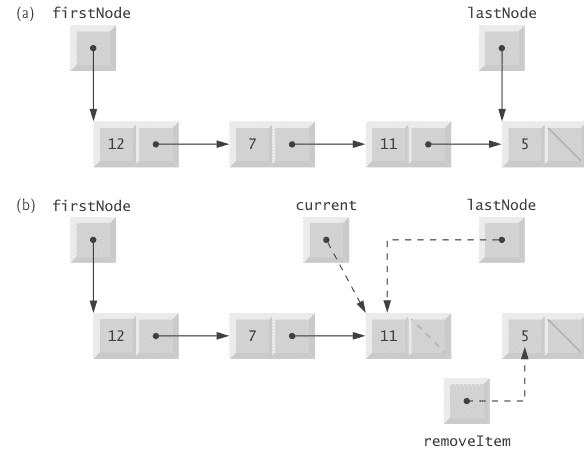 (a) firstNode lastNode
12 7 11 5
(b) firstNode current lastNode
12 7 11 5
removeItem